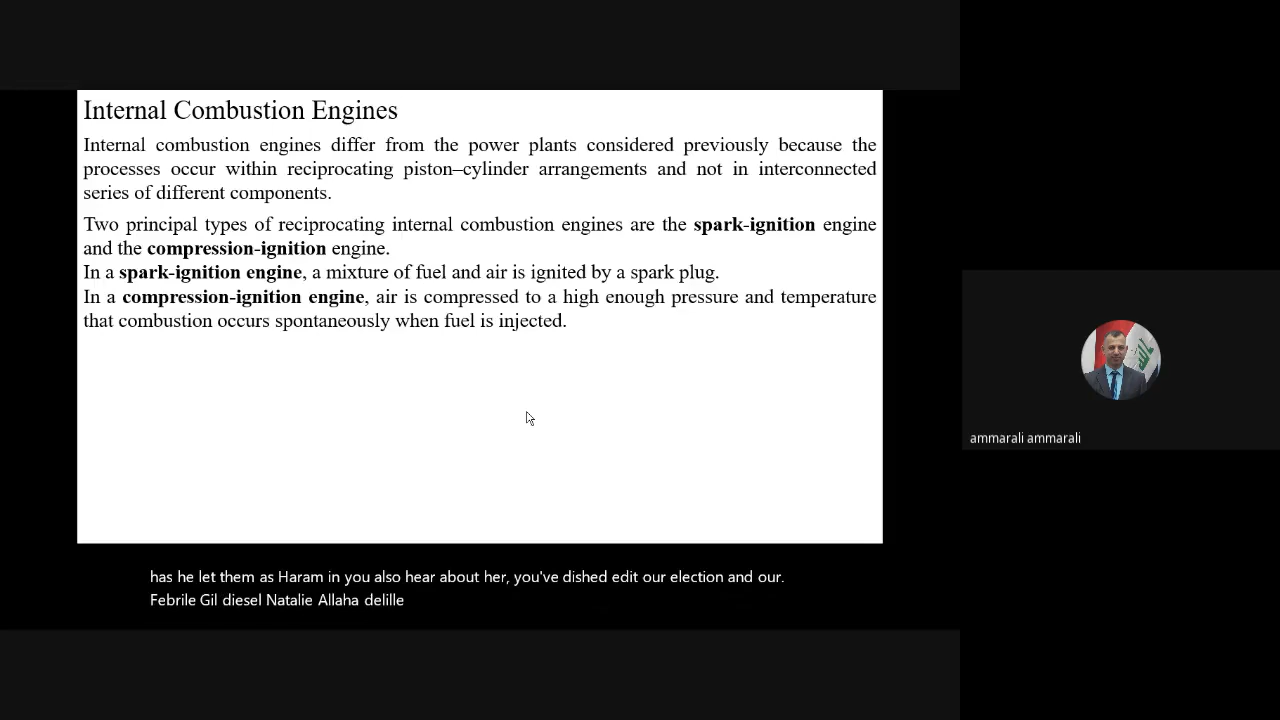 Internal Combustion Engines
Internal combustion engines differ from the power plants considered previously because the
processes occur within reciprocating piston–cylinder arrangements and not in interconnected
series of different components.
Two principal types of reciprocating internal combustion engines are the spark-ignition engine
and the compression-ignition engine.
In a spark-ignition engine, a mixture of fuel and air is ignited by a spark plug.
In a compression-ignition engine, air is compressed to a high enough pressure and temperature
that combustion occurs spontaneously when fuel is injected.
ammarali ammarali
has he let them as Haram in you also hear about her, you've dished edit our election and our.
Febrile Gil diesel Natalie Allaha delille